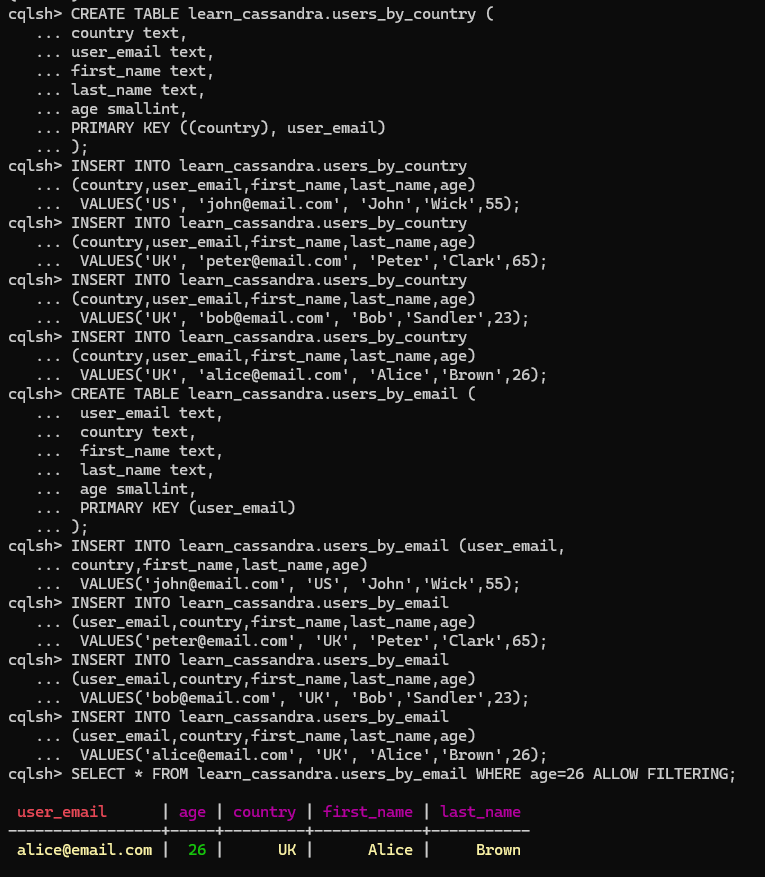 cqlsh> CREATE TABLE learn_cassandra.users_by_country (
   ... country text,
   ... user_email text,
   ... first_name text,
   ... last_name text,
   ... age smallint,
   ... PRIMARY KEY ((country), user_email)
   ... );
cqlsh> INSERT INTO learn_cassandra.users_by_country
   ... (country,user_email,first_name,last_name,age)
   ...  VALUES('US', 'john@email.com', 'John','Wick',55);
cqlsh> INSERT INTO learn_cassandra.users_by_country
   ... (country,user_email,first_name,last_name,age)
   ...  VALUES('UK', 'peter@email.com', 'Peter','Clark',65);
cqlsh> INSERT INTO learn_cassandra.users_by_country
   ... (country,user_email,first_name,last_name,age)
   ...  VALUES('UK', 'bob@email.com', 'Bob','Sandler',23);
cqlsh> INSERT INTO learn_cassandra.users_by_country
   ... (country,user_email,first_name,last_name,age)
   ...  VALUES('UK', 'alice@email.com', 'Alice','Brown',26);
cqlsh> CREATE TABLE learn_cassandra.users_by_email (
   ...  user_email text,
   ...  country text,
   ...  first_name text,
   ...  last_name text,
   ...  age smallint,
   ...  PRIMARY KEY (user_email)
   ... );
cqlsh> INSERT INTO learn_cassandra.users_by_email (user_email,
   ... country,first_name,last_name,age)
   ...  VALUES('john@email.com', 'US', 'John','Wick',55);
cqlsh> INSERT INTO learn_cassandra.users_by_email
   ... (user_email,country,first_name,last_name,age)
   ...  VALUES('peter@email.com', 'UK', 'Peter','Clark',65);
cqlsh> INSERT INTO learn_cassandra.users_by_email
   ... (user_email,country,first_name,last_name,age)
   ...  VALUES('bob@email.com', 'UK', 'Bob','Sandler',23);
cqlsh> INSERT INTO learn_cassandra.users_by_email
   ... (user_email,country,first_name,last_name,age)
   ...  VALUES('alice@email.com', 'UK', 'Alice','Brown',26);
cqlsh> SELECT * FROM learn_cassandra.users_by_email WHERE age=26 ALLOW FILTERING;
 user_email      | age | country | first_name | last_name
-----------------+-----+---------+------------+-----------
 alice@email.com |  26 |      UK |      Alice |     Brown